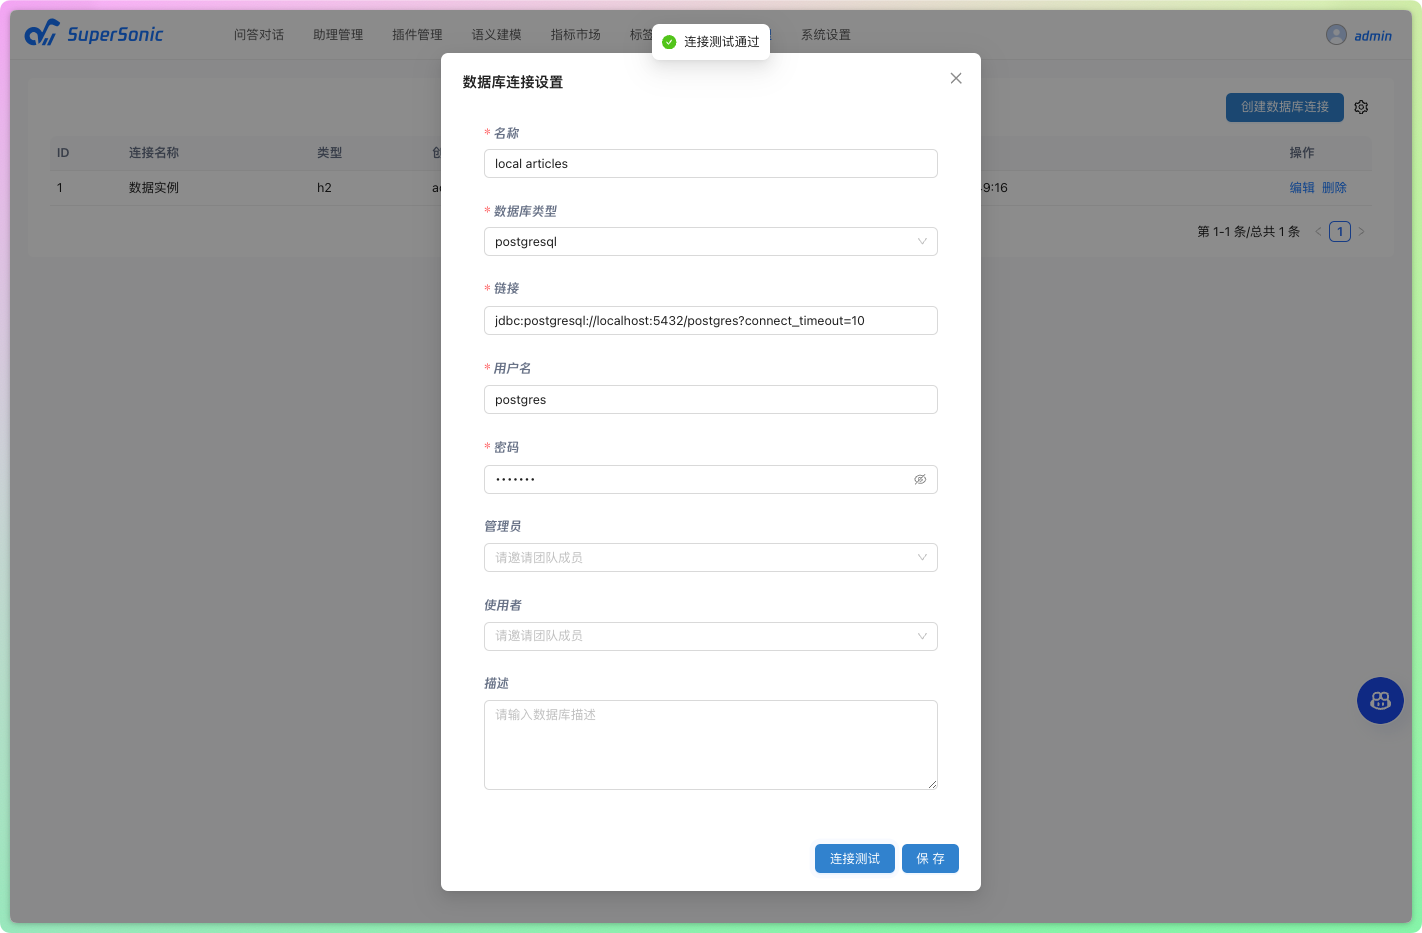 SuperSonic
问答对话
助理管理
插件管理
语义建模
指标市场
系统设置
admin
连接测试通过
数据库连接设置
创建数据库连接
ID
连接名称
类型
操作
1
数据实例
h2
9:16
编辑 删除
第 1-1 条/总共 1 条
1
* 名称
local articles
* 数据库类型
postgresql
* 链接
jdbc:postgresql://localhost:5432/postgres?connect_timeout=10
* 用户名
postgres
* 密码
•••••••
管理员
请邀请团队成员
使用者
请邀请团队成员
描述
请输入数据库描述
连接测试
保 存